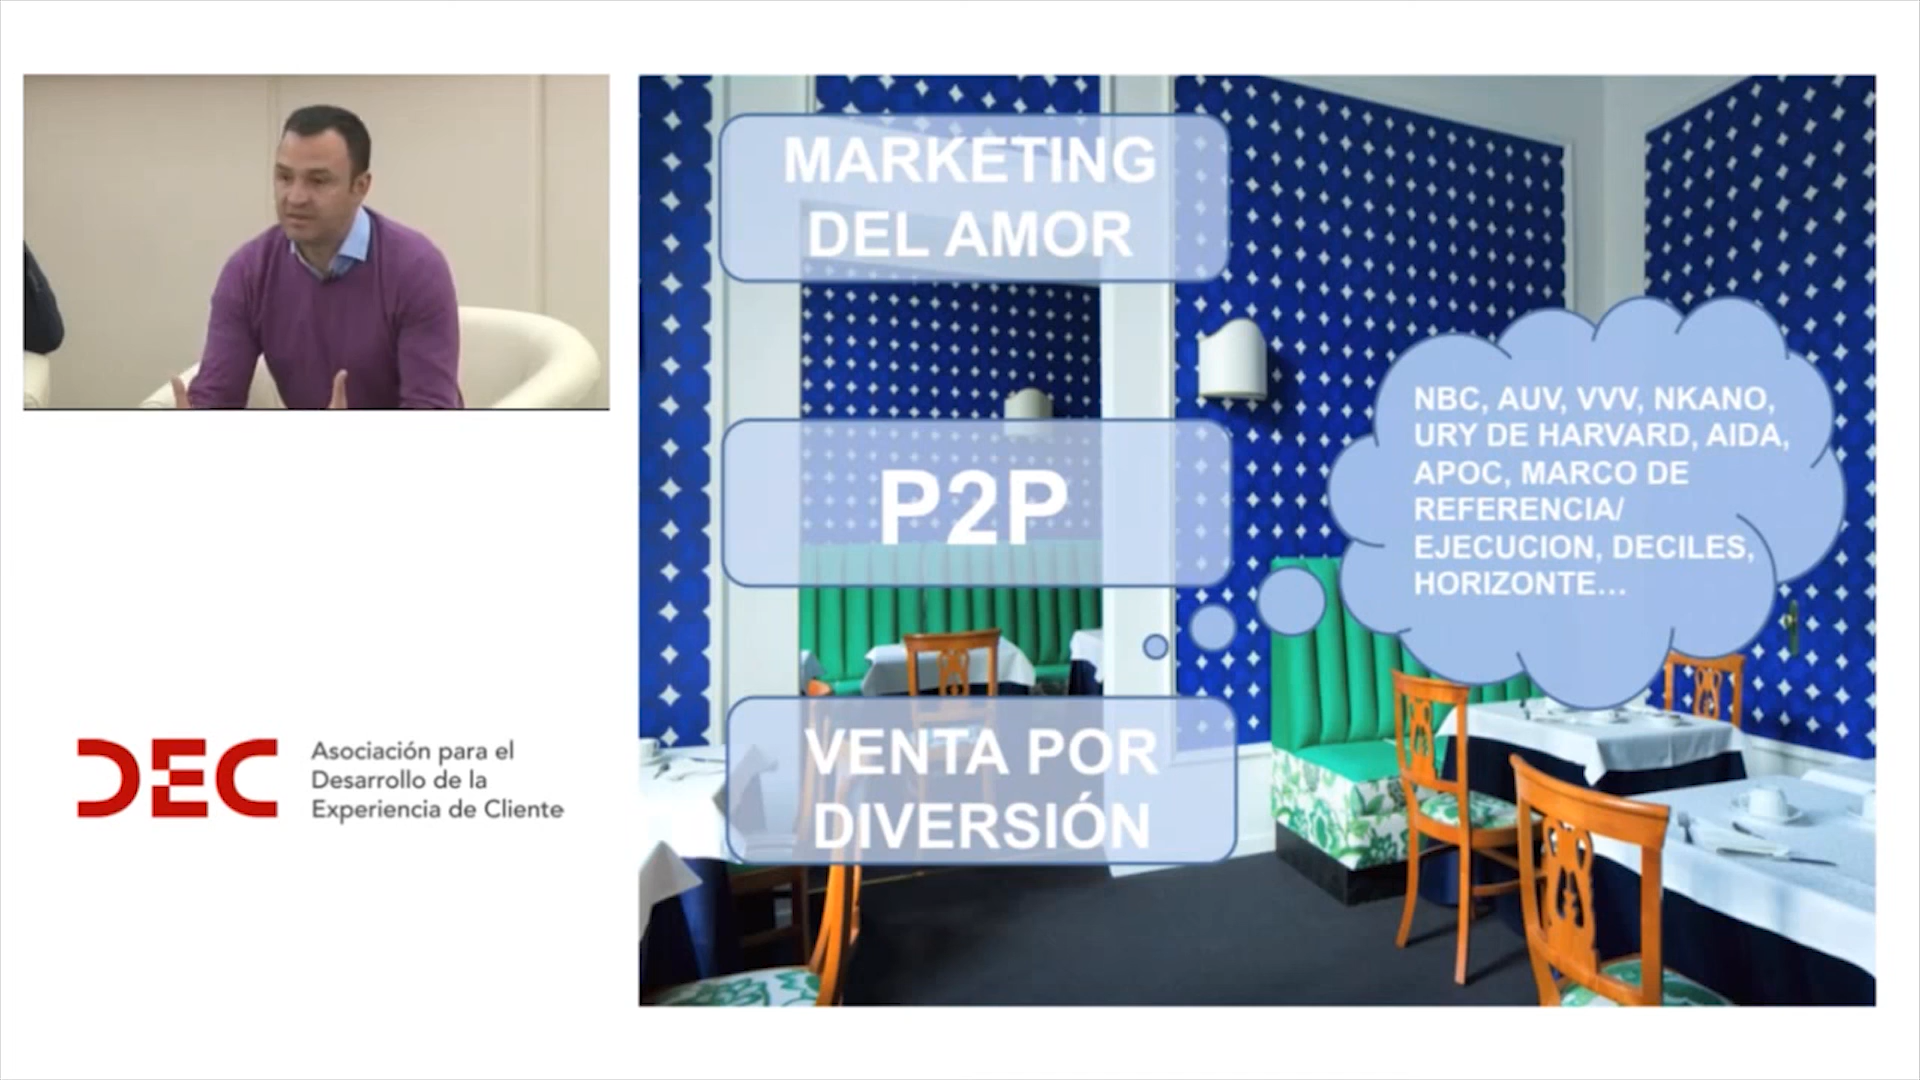 MARKETING
DEL AMOR
P2P
NBC, AUV, VVV, NKANO,
URY DE HARVARD, AIDA,
APOC, MARCO DE
REFERENCIA/
EJECUCION, DECILES,
HORIZONTE...
VENTA POR
DIVERSIÓN
DEC
Asociación para el
Desarrollo de la
Experiencia de Cliente